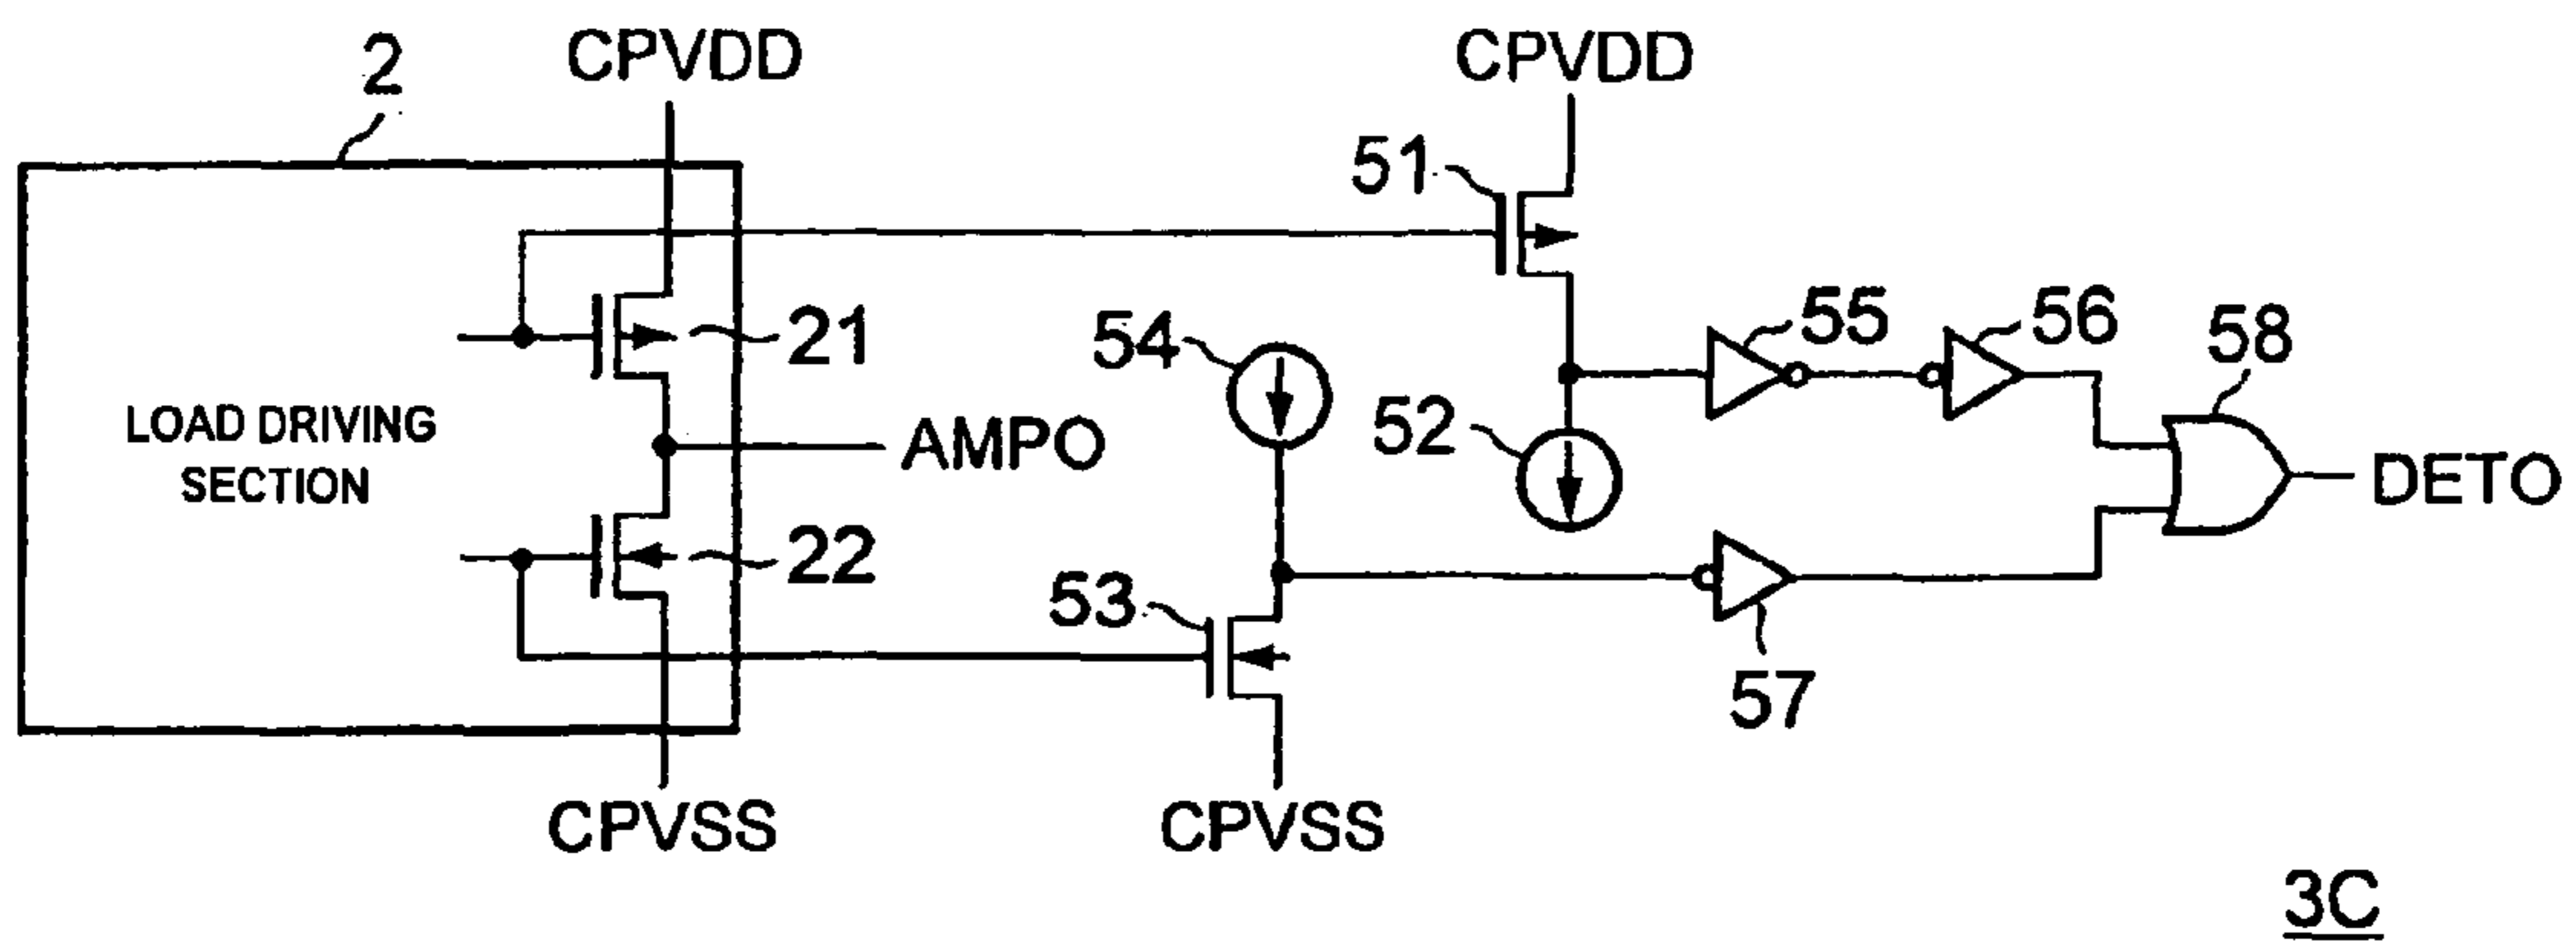 2
CPVDD
CPVDD
51
21
54
55
56
58
LOAD DRIVING
SECTION
AMPO
52
DETO
22
53
57
CPVSS
CPVSS
3C